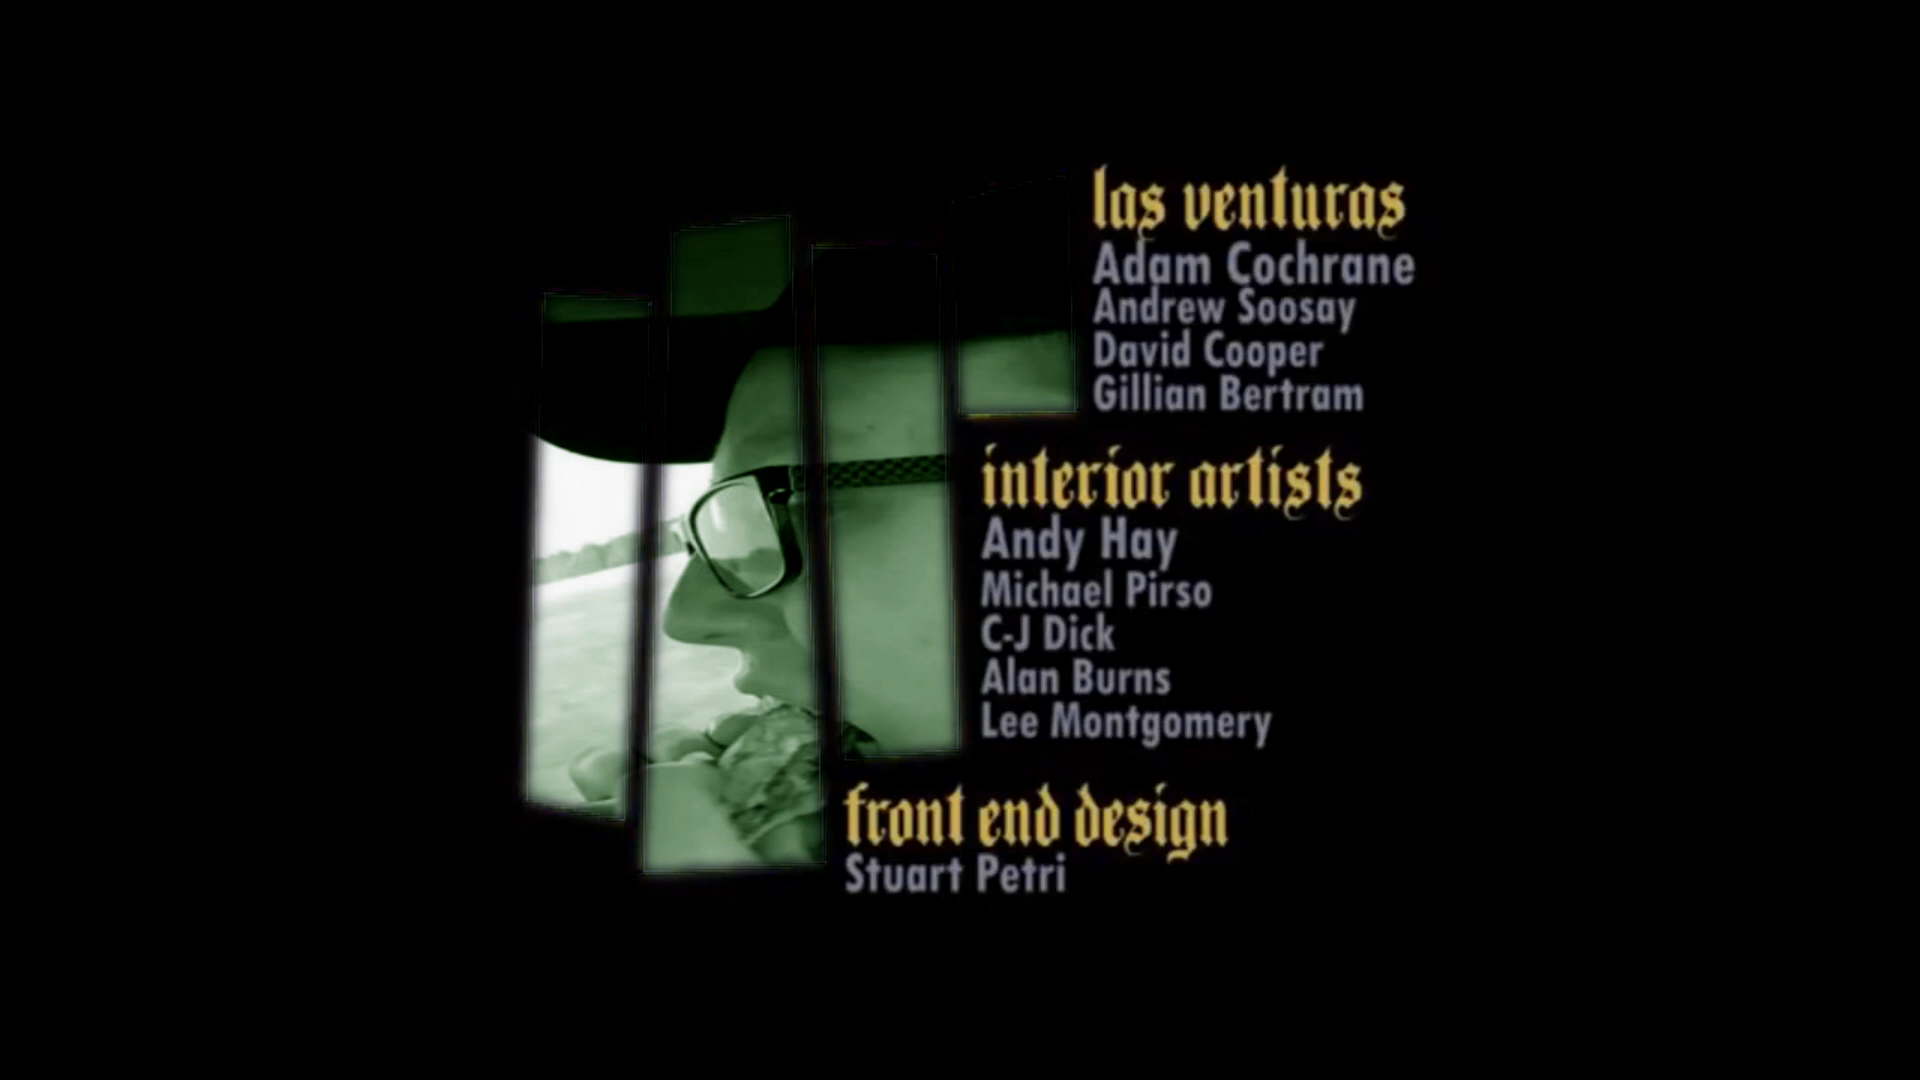 las venturas
Adam Cochrane
Andrew Soosay
David Cooper
Gillian Bertram
interior artists
Andy Hay
Michael Pirso
C-J Dick
Alan Burns
Lee Montgomery
front end design
Stuart Petri